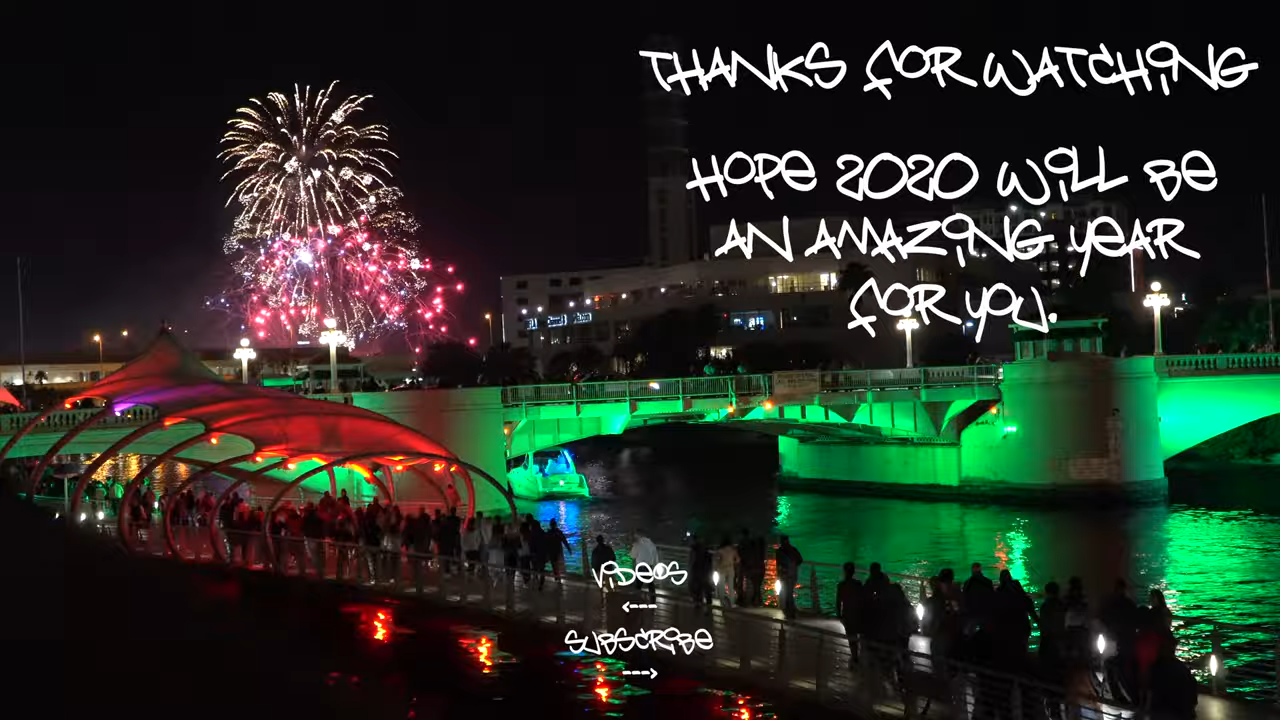 THANKS FOR WATCHING
HOPE 2020 WILL BE
AN AMAZING YEAR
FOR YOU.
VIDEOS
<---
SUBSCRIBE
--->